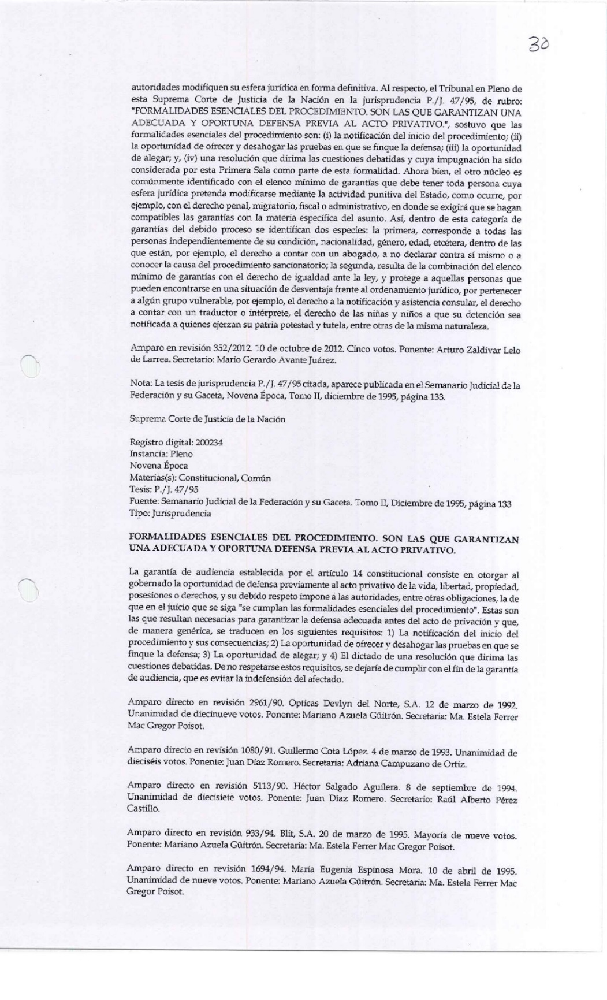 30
autoridades modifiquen su esfera jurídica en forma definitiva. Al respecto, el Tribunal en Pleno de
esta Suprema Corte de Justicia de la Nación en la jurisprudencia P./J. 47/95, de rubro:
"FORMALIDADES ESENCIALES DEL PROCEDIMIENTO. SON LAS QUE GARANTIZAN UNA
ADECUADA Y OPORTUNA DEFENSA PREVIA AL ACTO PRIVATIVO.", sostuvo que las
formalidades esenciales del procedimiento son: (i) la notificación del inicio del procedimiento; (ii)
la oportunidad de ofrecer y desahogar las pruebas en que se finque la defensa; (iii) la oportunidad
de alegar; y, (iv) una resolución que dirima las cuestiones debatidas y cuya impugnación ha sido
considerada por esta Primera Sala como parte de esta formalidad. Ahora bien, el otro núcleo es
comúnmente identificado con el elenco mínimo de garantías que debe tener toda persona cuya
esfera jurídica pretenda modificarse mediante la actividad punitiva del Estado, como ocurre, por
ejemplo, con el derecho penal, migratorio, fiscal o administrativo, en donde se exigirá que se hagan
compatibles las garantías con la materia específica del asunto. Así, dentro de esta categoría de
garantías del debido proceso se identifican dos especies: la primera, corresponde a todas las
personas independientemente de su condición, nacionalidad, género, edad, etcétera, dentro de las
que están, por ejemplo, el derecho a contar con un abogado, a no declarar contra sí mismo o a
conocer la causa del procedimiento sancionatorio; la segunda, resulta de la combinación del elenco
mínimo de garantías con el derecho de igualdad ante la ley, y protege a aquellas personas que
pueden encontrarse en una situación de desventaja frente al ordenamiento jurídico, por pertenecer
a algún grupo vulnerable, por ejemplo, el derecho a la notificación y asistencia consular, el derecho
a contar con un traductor o intérprete, el derecho de las niñas y niños a que su detención sea
notificada a quienes ejerzan su patria potestad y tutela, entre otras de la misma naturaleza.
Amparo en revisión 352/2012. 10 de octubre de 2012. Cinco votos. Ponente: Arturo Zaldívar Lelo
de Larrea. Secretario: Mario Gerardo Avante Juárez.
Nota: La tesis de jurisprudencia P./J. 47/95 citada, aparece publicada en el Semanario Judicial de la
Federación y su Gaceta, Novena Época, Tomo II, diciembre de 1995, página 133.
Suprema Corte de Justicia de la Nación
Registro digital: 200234
Instancia: Pleno
Novena Época
Materias(s): Constitucional, Común
Tesis: P./J. 47/95
Fuente: Semanario Judicial de la Federación y su Gaceta. Tomo II, Diciembre de 1995, página 133
Tipo: Jurisprudencia
FORMALIDADES ESENCIALES DEL PROCEDIMIENTO. SON LAS QUE GARANTIZAN
UNA ADECUADA Y OPORTUNA DEFENSA PREVIA AL ACTO PRIVATIVO.
La garantía de audiencia establecida por el artículo 14 constitucional consiste en otorgar al
gobernado la oportunidad de defensa previamente al acto privativo de la vida, libertad, propiedad,
posesiones o derechos, y su debido respeto impone a las autoridades, entre otras obligaciones, la de
que en el juicio que se siga "se cumplan las formalidades esenciales del procedimiento". Estas son
las que resultan necesarias para garantizar la defensa adecuada antes del acto de privación y que,
de manera genérica, se traducen en los siguientes requisitos: 1) La notificación del inicio del
procedimiento y sus consecuencias; 2) La oportunidad de ofrecer y desahogar las pruebas en que se
finque la defensa; 3) La oportunidad de alegar; y 4) El dictado de una resolución que dirima las
cuestiones debatidas. De no respetarse estos requisitos, se dejaría de cumplir con el fin de la garantía
de audiencia, que es evitar la indefensión del afectado.
Amparo directo en revisión 2961/90. Opticas Devlyn del Norte, S.A. 12 de marzo de 1992.
Unanimidad de diecinueve votos. Ponente: Mariano Azuela Güitrón. Secretaria: Ma. Estela Ferrer
Mac Gregor Poisot.
Amparo directo en revisión 1080/91. Guillermo Cota López. 4 de marzo de 1993. Unanimidad de
dieciséis votos. Ponente: Juan Díaz Romero. Secretaria: Adriana Campuzano de Ortiz.
Amparo directo en revisión 5113/90. Héctor Salgado Aguilera. 8 de septiembre de 1994.
Unanimidad de diecisiete votos. Ponente: Juan Díaz Romero. Secretario: Raúl Alberto Pérez
Castillo.
Amparo directo en revisión 933/94. Blit, S.A. 20 de marzo de 1995. Mayoría de nueve votos.
Ponente: Mariano Azuela Güitrón. Secretaria: Ma. Estela Ferrer Mac Gregor Poisot.
Amparo directo en revisión 1694/94. María Eugenia Espinosa Mora. 10 de abril de 1995.
Unanimidad de nueve votos. Ponente: Mariano Azuela Güitrón. Secretaria: Ma. Estela Ferrer Mac
Gregor Poisot.